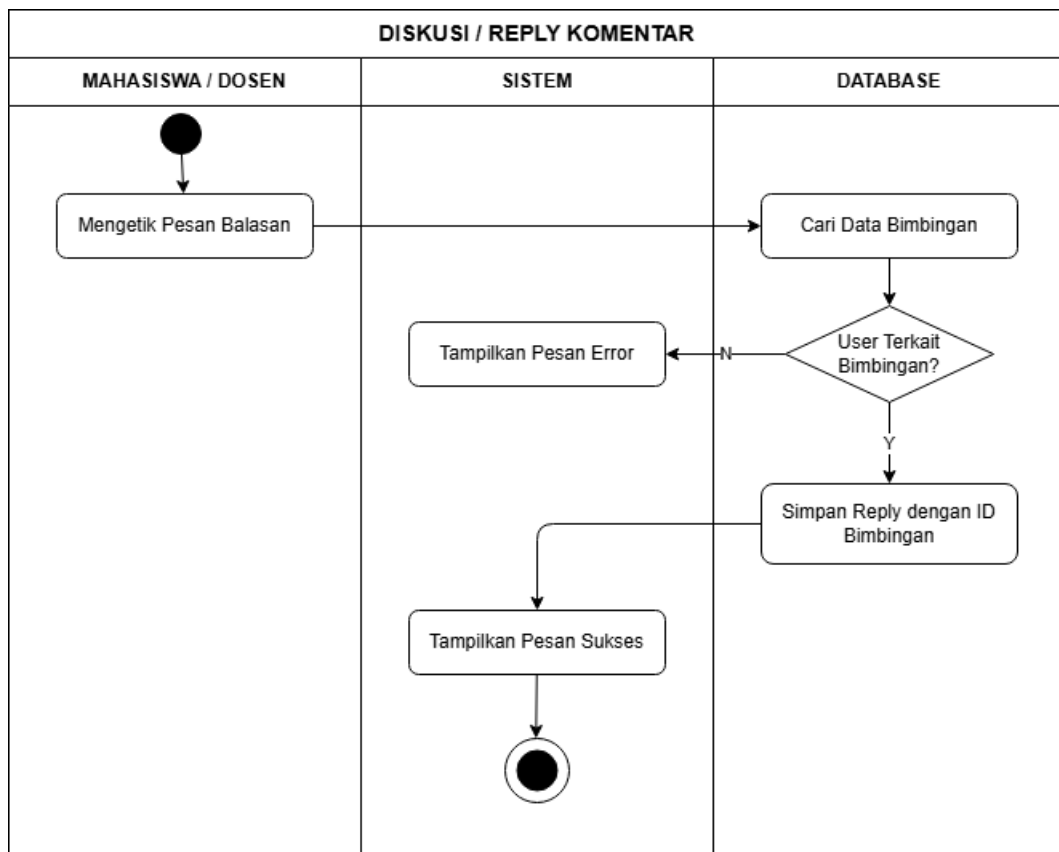 DISKUSI / REPLY KOMENTAR
MAHASISWA / DOSEN
SISTEM
DATABASE
Mengetik Pesan Balasan
Cari Data Bimbingan
Tampilkan Pesan Error
N
User Terkait
Bimbingan?
Y
Simpan Reply dengan ID
Bimbingan
Tampilkan Pesan Sukses